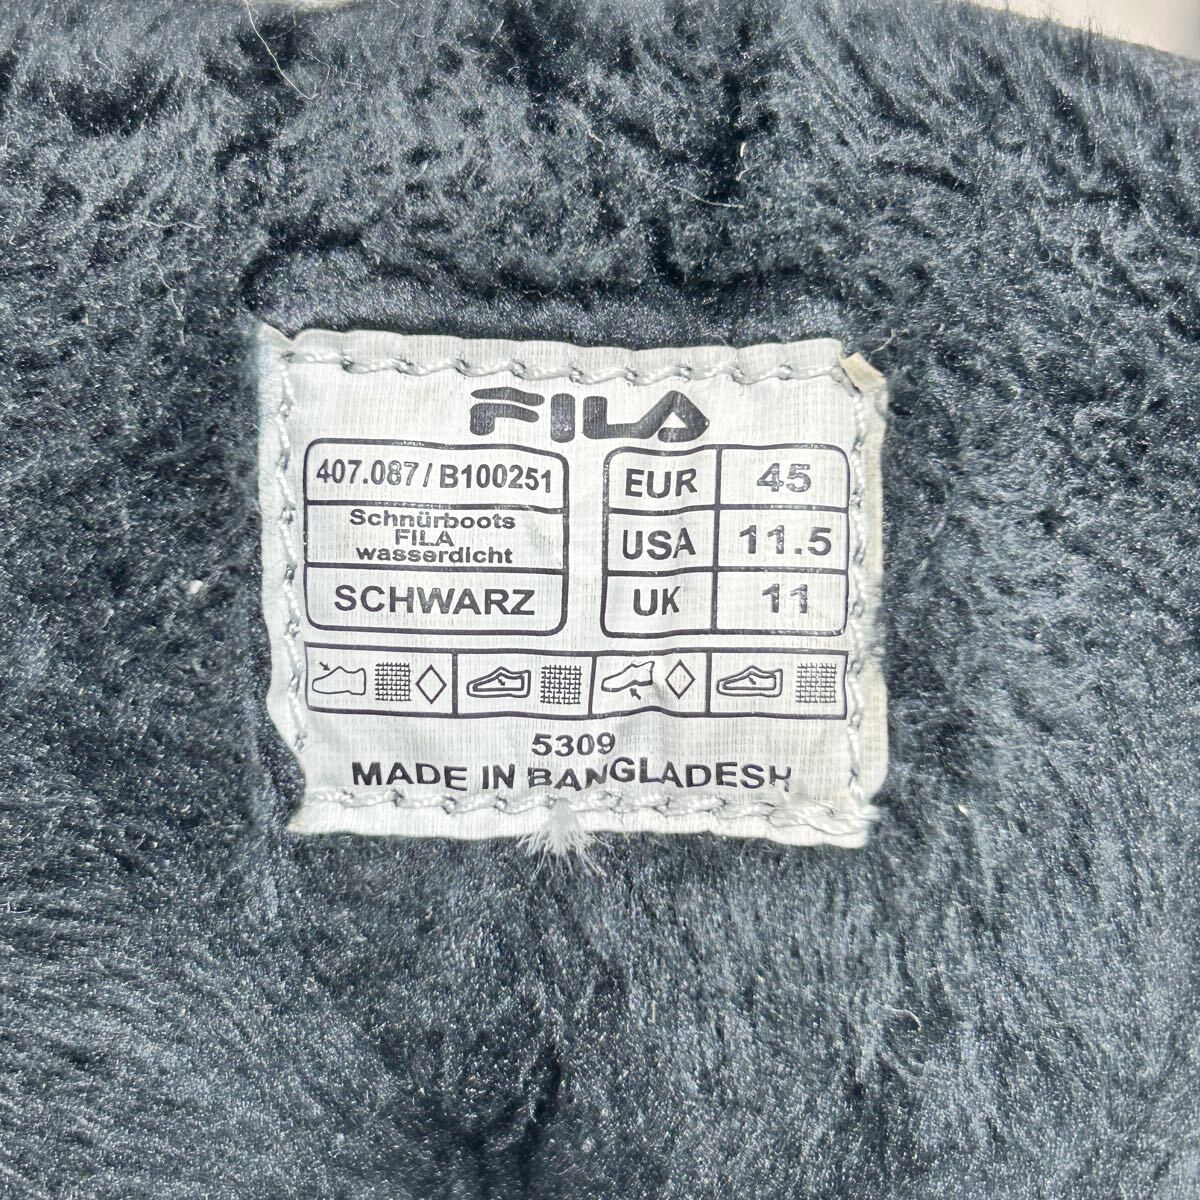 FILA
407.087/B100251
Schnürboots
FILA
wasserdicht
SCHWARZ
EUR 45
USA 11.5
UK 11
5309
MADE IN BANGLADESH